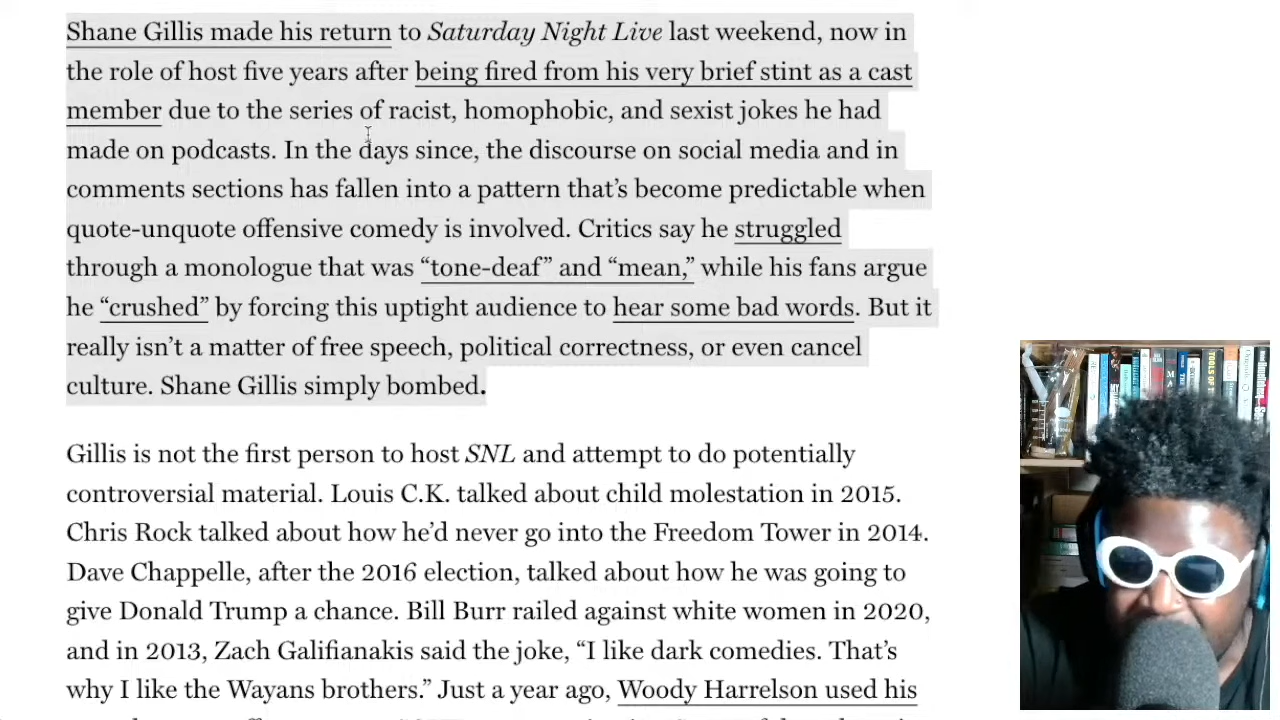 Shane Gillis made his return to Saturday Night Live last weekend, now in
the role of host five years after being fired from his very brief stint as a cast
member due to the series of racist, homophobic, and sexist jokes he had
made on podcasts. In the days since, the discourse on social media and in
comments sections has fallen into a pattern that’s become predictable when
quote-unquote offensive comedy is involved. Critics say he struggled
through a monologue that was “tone-deaf” and “mean,” while his fans argue
he “crushed” by forcing this uptight audience to hear some bad words. But it
really isn’t a matter of free speech, political correctness, or even cancel
culture. Shane Gillis simply bombed.
Gillis is not the first person to host SNL and attempt to do potentially
controversial material. Louis C.K. talked about child molestation in 2015.
Chris Rock talked about how he’d never go into the Freedom Tower in 2014.
Dave Chappelle, after the 2016 election, talked about how he was going to
give Donald Trump a chance. Bill Burr railed against white women in 2020,
and in 2013, Zach Galifianakis said the joke, “I like dark comedies. That’s
why I like the Wayans brothers.” Just a year ago, Woody Harrelson used his
TOOLS OF